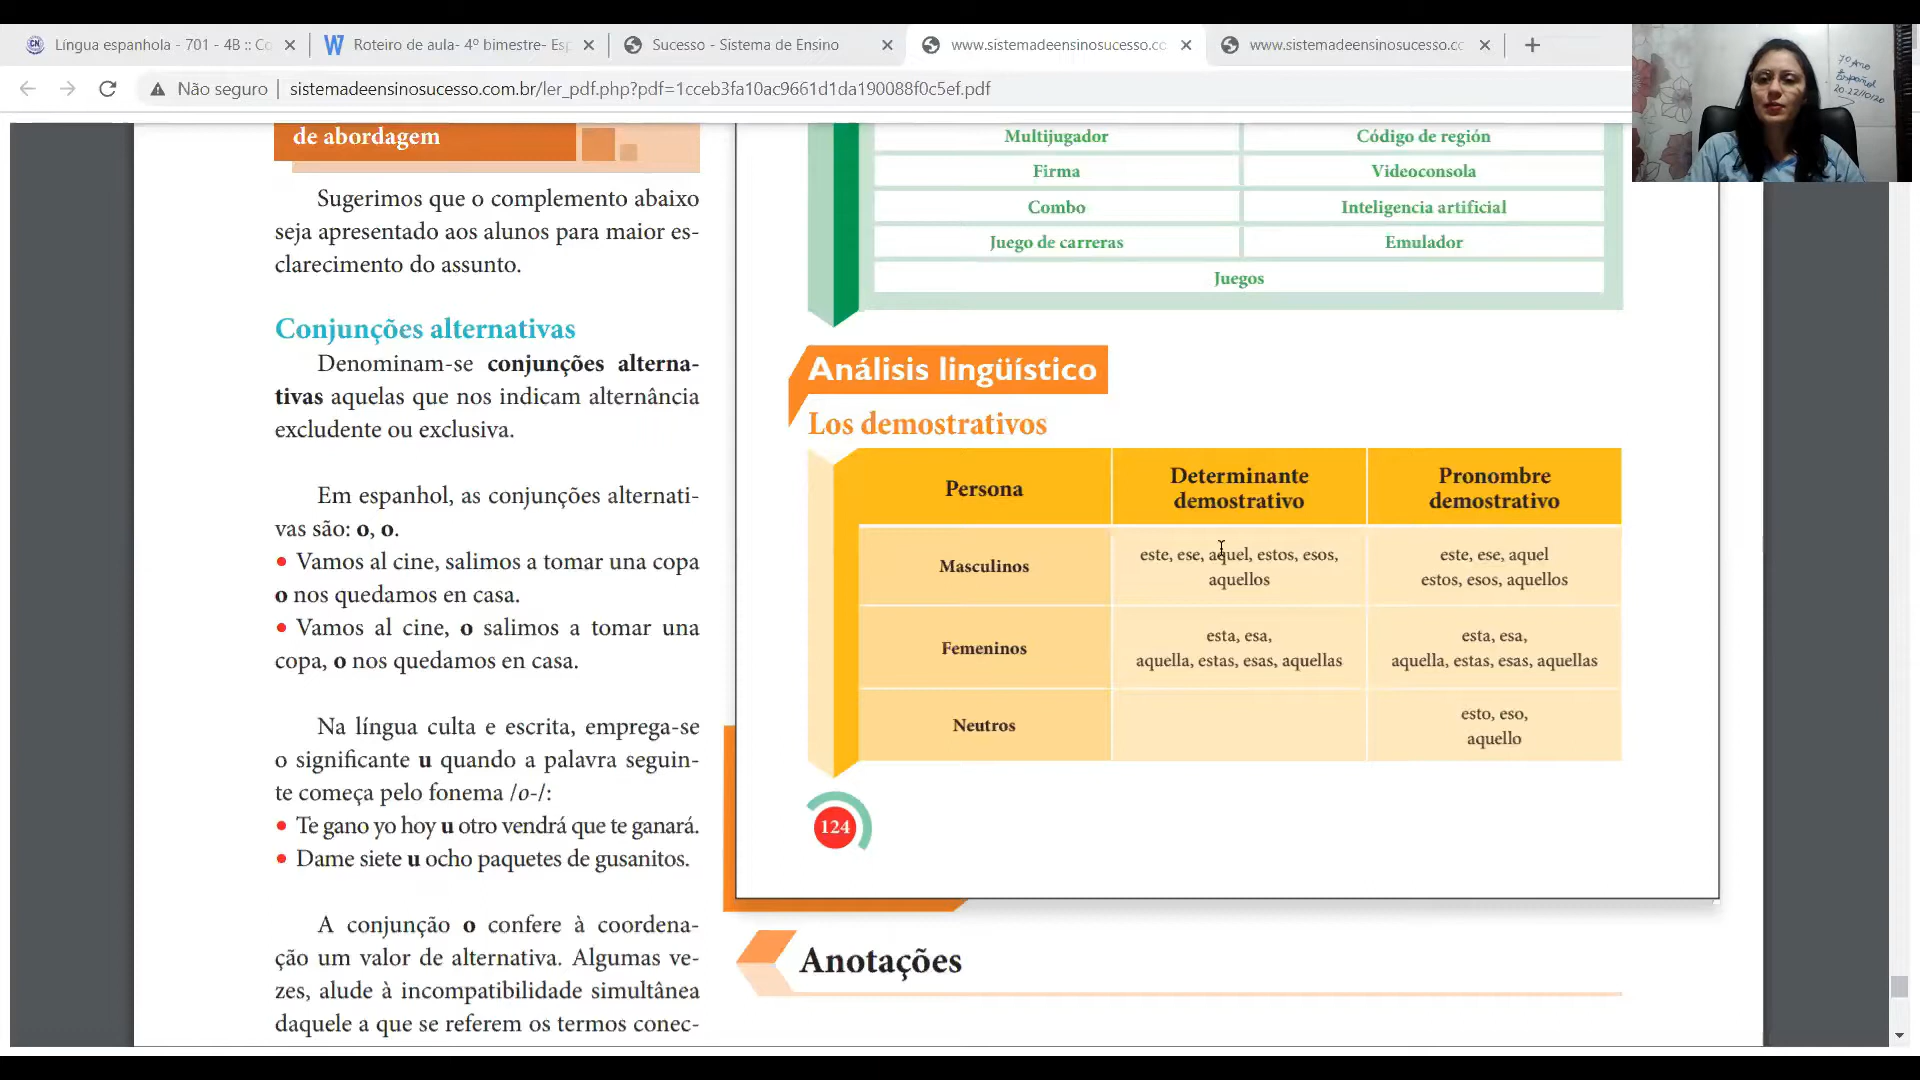 Língua espanhola - 701 - 4B :: Co
Roteiro de aula- 4º bimestre- Esp
Sucesso - Sistema de Ensino
www.sistemadeensinosucesso.co
www.sistemadeensinosucesso.cc
Não seguro
sistemadeensinosucesso.com.br/ler_pdf.php?pdf=1cceb3fa10ac9661d1da190088f0c5ef.pdf
7º Ano
Español
20.22/10/20
de abordagem
Sugerimos que o complemento abaixo
seja apresentado aos alunos para maior es-
clarecimento do assunto.
Conjunções alternativas
Denominam-se conjunções alterna-
tivas aquelas que nos indicam alternância
excludente ou exclusiva.
Em espanhol, as conjunções alternati-
vas são: o, o.
• Vamos al cine, salimos a tomar una copa
o nos quedamos en casa.
• Vamos al cine, o salimos a tomar una
copa, o nos quedamos en casa.
Na língua culta e escrita, emprega-se
o significante u quando a palavra seguin-
te começa pelo fonema /o-/:
• Te gano yo hoy u otro vendrá que te ganará.
• Dame siete u ocho paquetes de gusanitos.
A conjunção o confere à coordena-
ção um valor de alternativa. Algumas ve-
zes, alude à incompatibilidade simultânea
daquele a que se referem os termos conec-
Multijugador Código de región
Firma Videoconsola
Combo Inteligencia artificial
Juego de carreras Emulador
Juegos
Análisis lingüístico
Los demostrativos
Persona
Determinante
demostrativo
Pronombre
demostrativo
Masculinos
este, ese, aquel, estos, esos,
aquellos
este, ese, aquel
estos, esos, aquellos
Femeninos
esta, esa,
aquella, estas, esas, aquellas
esta, esa,
aquella, estas, esas, aquellas
Neutros
esto, eso,
aquello
124
Anotações